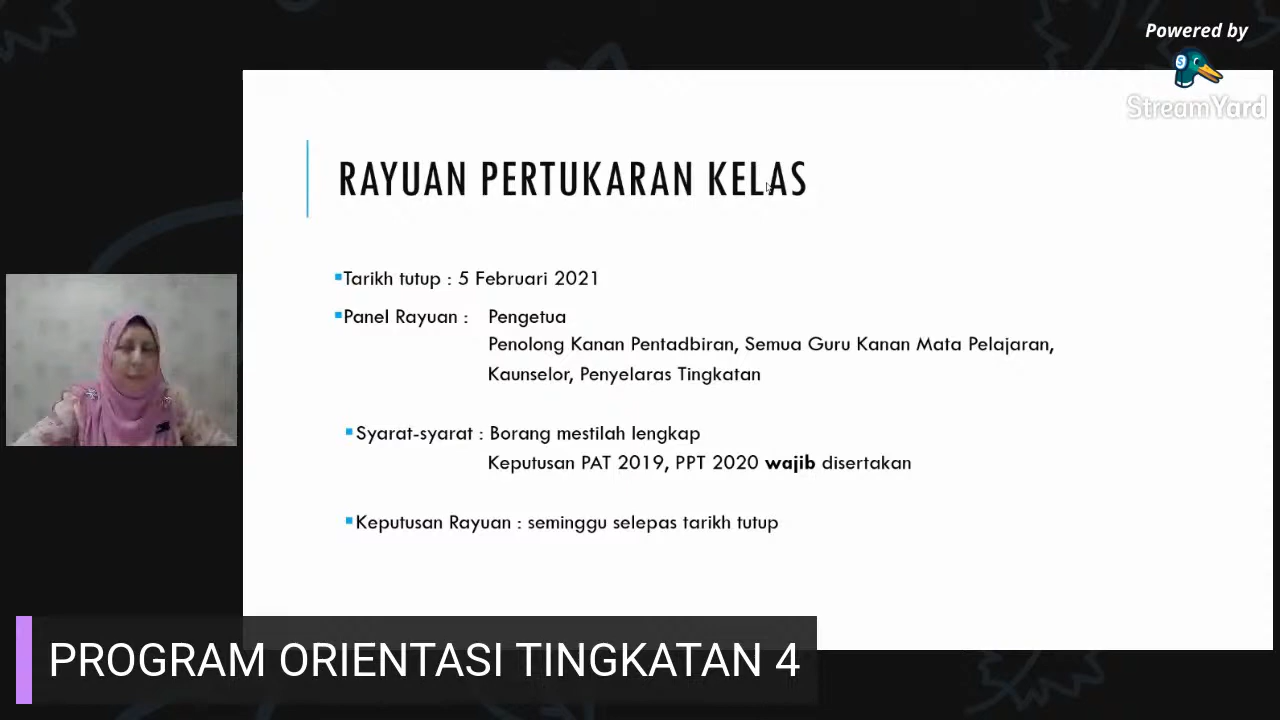 Powered by
StreamYard
RAYUAN PERTUKARAN KELAS
▪Tarikh tutup : 5 Februari 2021
▪Panel Rayuan : Pengetua
Penolong Kanan Pentadbiran, Semua Guru Kanan Mata Pelajaran,
Kaunselor, Penyelaras Tingkatan
▪Syarat-syarat : Borang mestilah lengkap
Keputusan PAT 2019, PPT 2020 wajib disertakan
▪Keputusan Rayuan : seminggu selepas tarikh tutup
PROGRAM ORIENTASI TINGKATAN 4